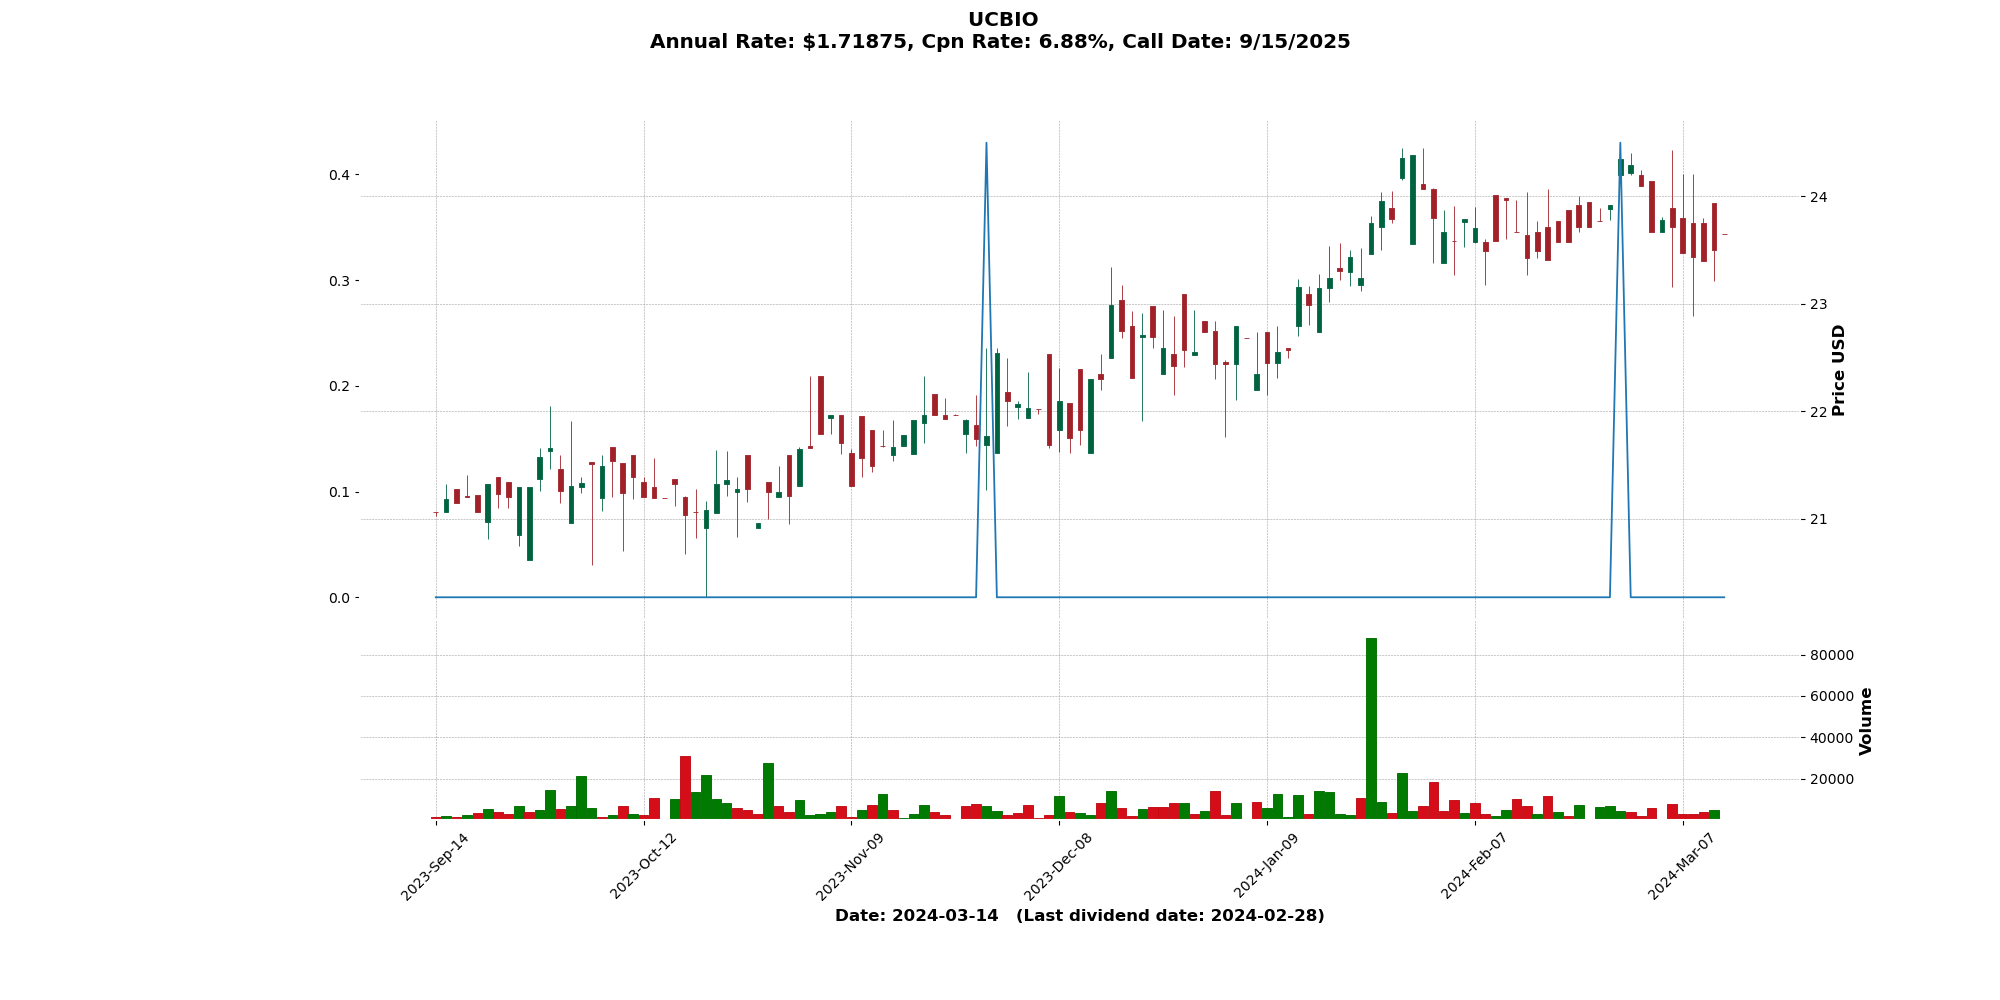 UCBIO
Annual Rate: $1.71875, Cpn Rate: 6.88%, Call Date: 9/15/2025
0.4
0.3
0.2
0.1
0.0
24
23
22
21
Price USD
80000
60000
40000
20000
Volume
2023-Sep-14
2023-Oct-12
2023-Nov-09
2023-Dec-08
2024-Jan-09
2024-Feb-07
2024-Mar-07
Date: 2024-03-14 (Last dividend date: 2024-02-28)